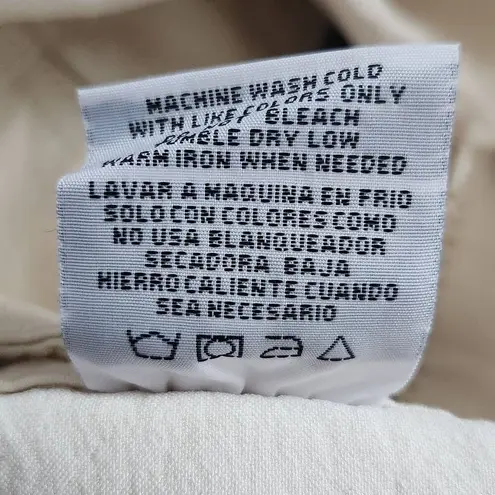 MACHINE WASH COLD
WITH LIKE COLORS ONLY
BLEACH
TUMBLE DRY LOW
WARM IRON WHEN NEEDED
LAVAR A MAQUINA EN FRIO
SOLO CON COLORES COMO
NO USA BLANQUEADOR
SECADORA BAJA
HIERRO CALIENTE CUANDO
SEA NECESARIO